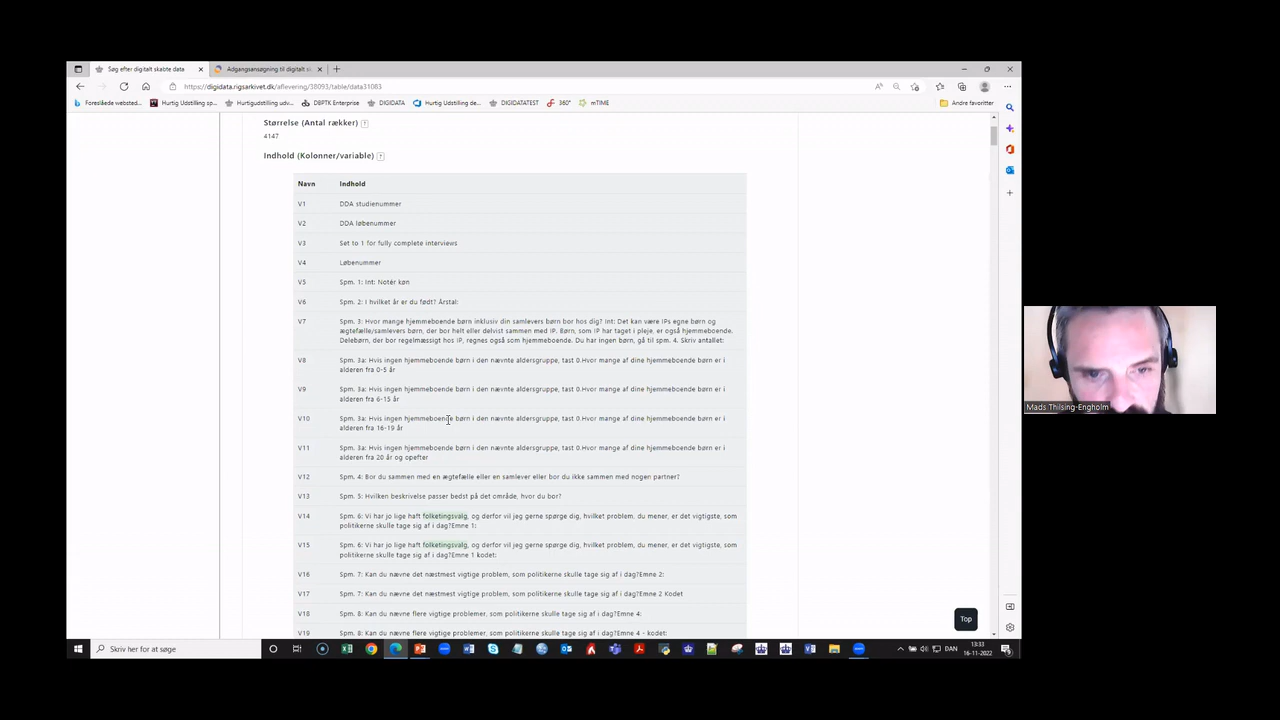 Søg efter digitalt skabte data
Adgangsansøgning til digitalt sk
https://digidata.rigsarkivet.dk/aflevering/38093/table/data31083
Foreslåede websted...
Hurtig Udstilling sp...
Hurtigudstilling udvi...
DBPTK Enterprise
Hurtig Udstilling de...
DIGIDATA
Hurtig Udstilling d...
DIGIDATATEST
360°
mTIME
Andre favoritter
Størrelse (Antal rækker) ?
4147
Indhold (Kolonner/variable) ?
Navn Indhold
V1 DDA studienummer
V2 DDA løbenummer
V3 Set to 1 for fully complete interviews
V4 Løbenummer
V5 Spm. 1: Int: Notér køn
V6 Spm. 2: I hvilket år er du født? Årstal:
V7 Spm. 3: Hvor mange hjemmeboende børn inklusiv din samlevers børn bor hos dig? Int: Det kan være IPs egne børn og
ægtefælle/samlevers børn, der bor helt eller delvist sammen med IP. Børn, som IP har taget i pleje, er også hjemmeboende.
Delebørn, der bor regelmæssigt hos IP, regnes også som hjemmeboende. Du har ingen børn, gå til spm. 4. Skriv antallet:
V8 Spm. 3a: Hvis ingen hjemmeboende børn i den nævnte aldersgruppe, tast 0.Hvor mange af dine hjemmeboende børn er i
alderen fra 0-5 år
V9 Spm. 3a: Hvis ingen hjemmeboende børn i den nævnte aldersgruppe, tast 0.Hvor mange af dine hjemmeboende børn er i
alderen fra 6-15 år
V10 Spm. 3a: Hvis ingen hjemmeboende børn i den nævnte aldersgruppe, tast 0.Hvor mange af dine hjemmeboende børn er i
alderen fra 16-19 år
V11 Spm. 3a: Hvis ingen hjemmeboende børn i den nævnte aldersgruppe, tast 0.Hvor mange af dine hjemmeboende børn er i
alderen fra 20 år og opefter
V12 Spm. 4: Bor du sammen med en ægtefælle eller en samlever eller bor du ikke sammen med nogen partner?
V13 Spm. 5: Hvilken beskrivelse passer bedst på det område, hvor du bor?
V14 Spm. 6: Vi har jo lige haft folketingsvalg, og derfor vil jeg gerne spørge dig, hvilket problem, du mener, er det vigtigste, som
politikerne skulle tage sig af i dag?Emne 1:
V15 Spm. 6: Vi har jo lige haft folketingsvalg, og derfor vil jeg gerne spørge dig, hvilket problem, du mener, er det vigtigste, som
politikerne skulle tage sig af i dag?Emne 1 kodet:
V16 Spm. 7: Kan du nævne det næstmest vigtige problem, som politikerne skulle tage sig af i dag?Emne 2:
V17 Spm. 7: Kan du nævne det næstmest vigtige problem, som politikerne skulle tage sig af i dag?Emne 2 Kodet
V18 Spm. 8: Kan du nævne flere vigtige problemer, som politikerne skulle tage sig af i dag?Emne 4:
V19 Spm. 8: Kan du nævne flere vigtige problemer, som politikerne skulle tage sig af i dag?Emne 4 - kodet:
Top
Skriv her for at søge
DAN
13:33
16-11-2022
Mads Thilsing-Engholm